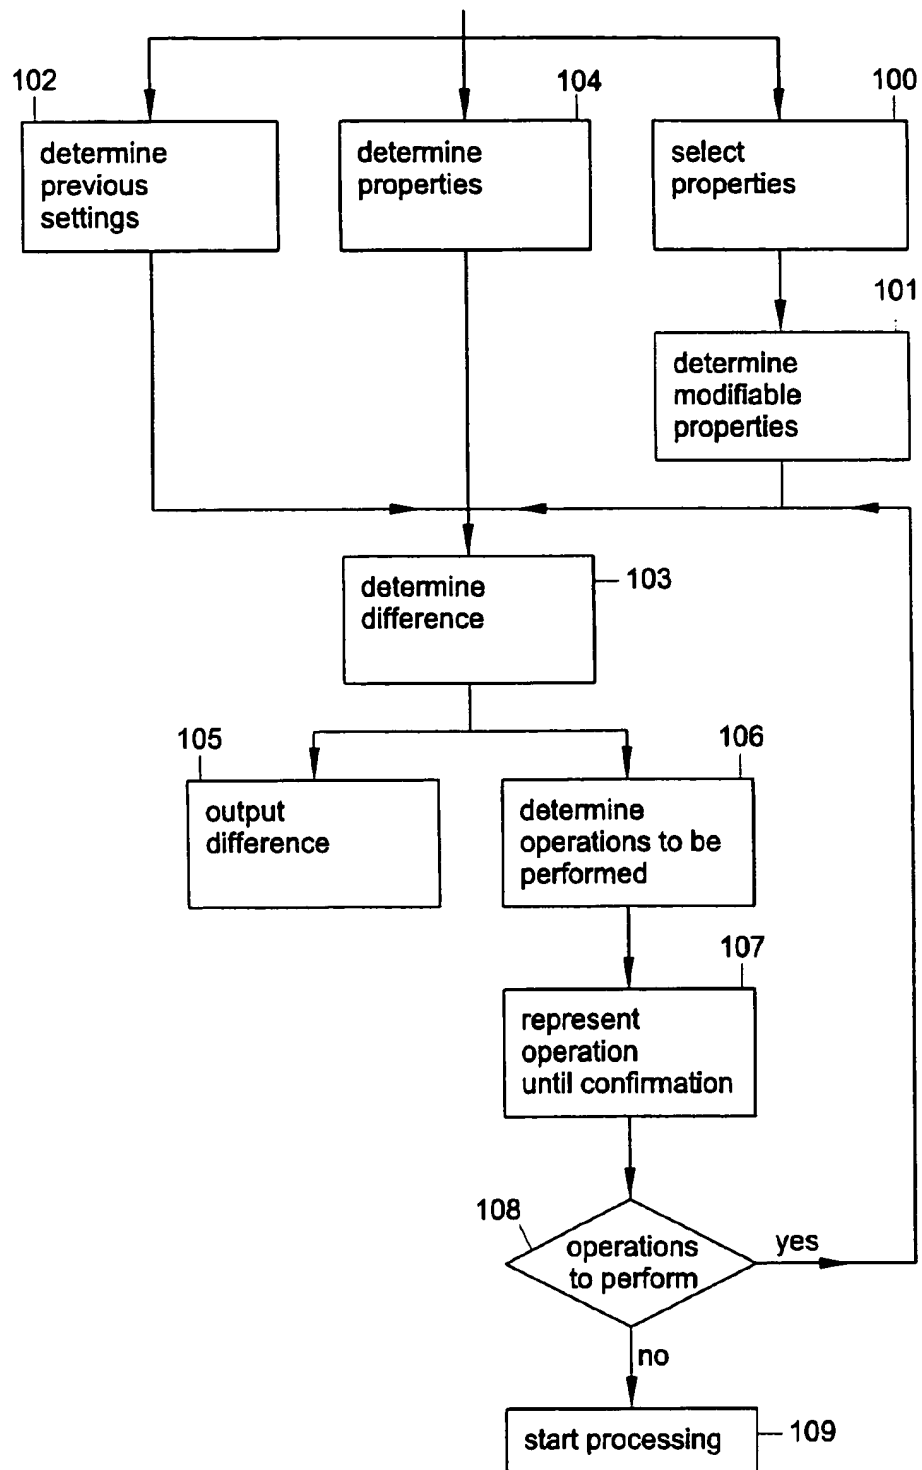 102
104
100
determine
previous
settings
determine
properties
select
properties
101
determine
modifiable
properties
determine
difference
103
105
106
output
difference
determine
operations to be
performed
107
represent
operation
until confirmation
108
operations
to perform
yes
no
start processing
109